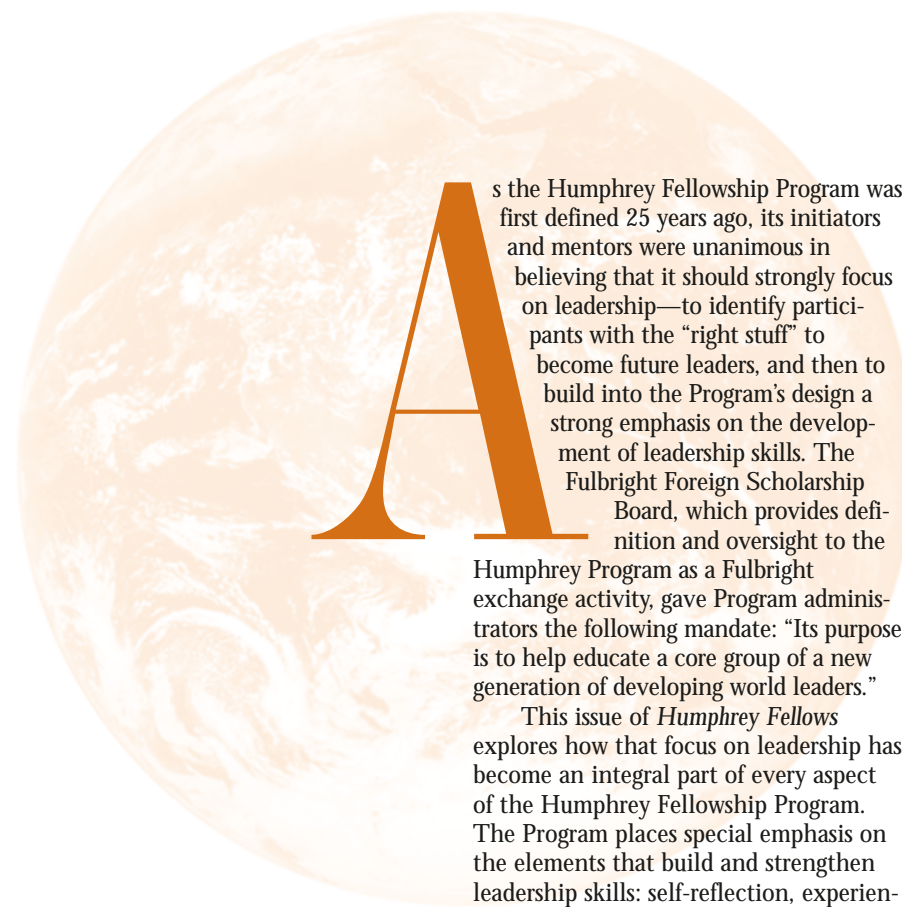 As the Humphrey Fellowship Program was
first defined 25 years ago, its initiators
and mentors were unanimous in
believing that it should strongly focus
on leadership—to identify partici-
pants with the “right stuff” to
become future leaders, and then to
build into the Program’s design a
strong emphasis on the develop-
ment of leadership skills. The
Fulbright Foreign Scholarship
Board, which provides defi-
nition and oversight to the
Humphrey Program as a Fulbright
exchange activity, gave Program adminis-
trators the following mandate: “Its purpose
is to help educate a core group of a new
generation of developing world leaders.”
This issue of Humphrey Fellows
explores how that focus on leadership has
become an integral part of every aspect
of the Humphrey Fellowship Program.
The Program places special emphasis on
the elements that build and strengthen
leadership skills: self-reflection, experien-